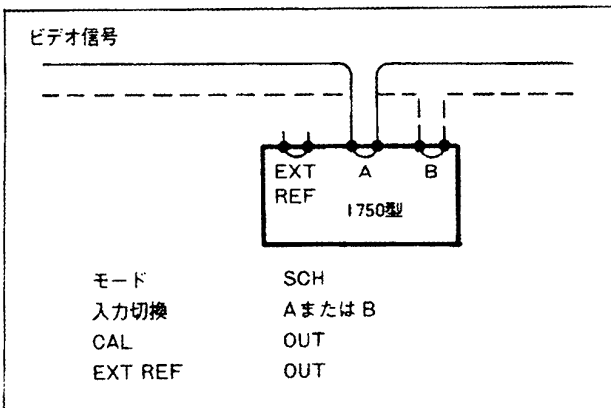 ビデオ信号
EXT A B
REF
1750型
モード SCH
入力切換 AまたはB
CAL OUT
EXT REF OUT